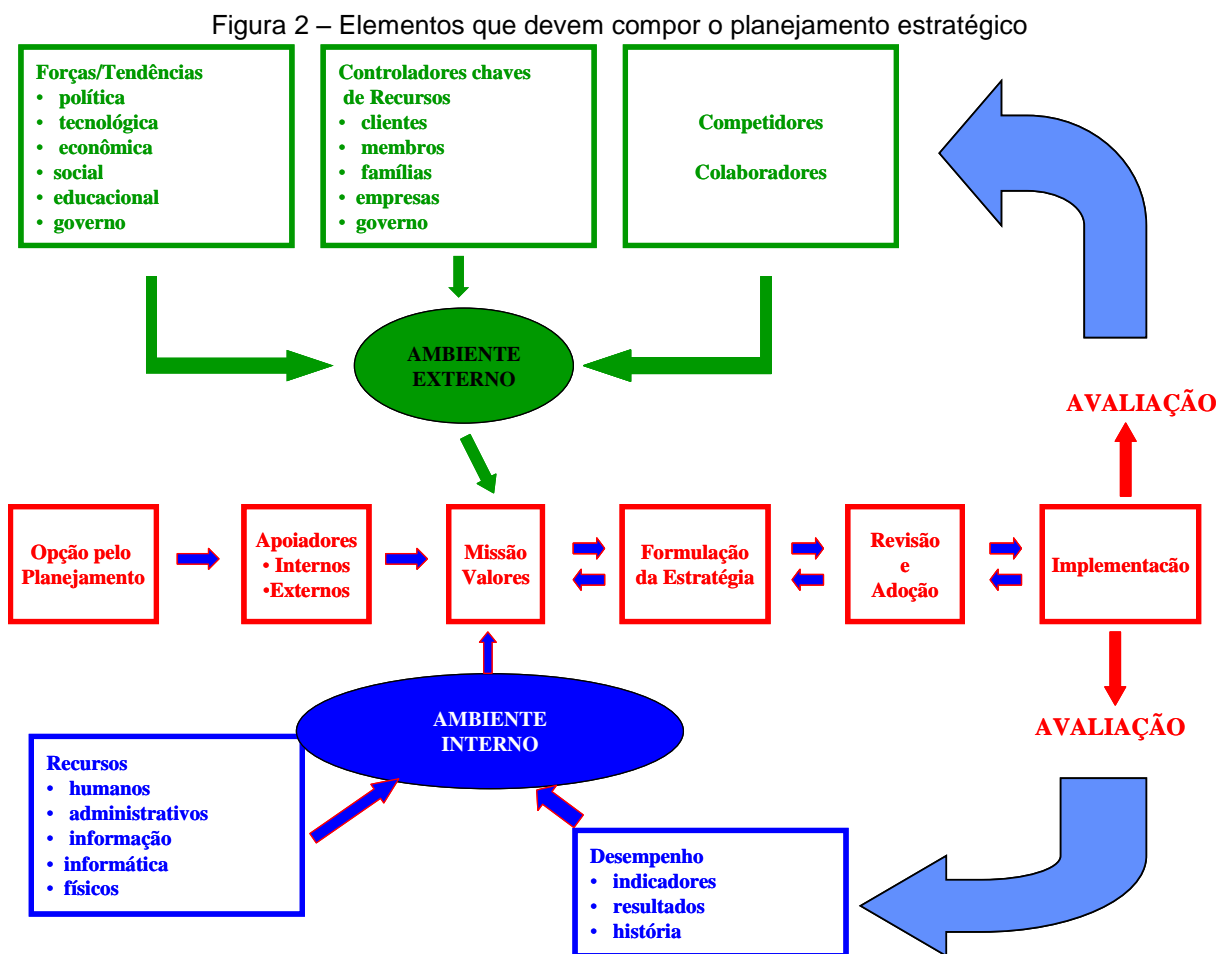 Figura 2 – Elementos que devem compor o planejamento estratégico
Forças/Tendências
• política
• tecnológica
• econômica
• social
• educacional
• governo
Controladores chaves
de Recursos
• clientes
• membros
• famílias
• empresas
• governo
Competidores
Colaboradores
AMBIENTE
EXTERNO
AVALIAÇÃO
Opção pelo
Planejamento
Apoiadores
• Internos
•Externos
Missão
Valores
Formulação
da Estratégia
Revisão
e
Adoção
Implementacão
AMBIENTE
INTERNO
AVALIAÇÃO
Recursos
• humanos
• administrativos
• informação
• informática
• físicos
Desempenho
• indicadores
• resultados
• história